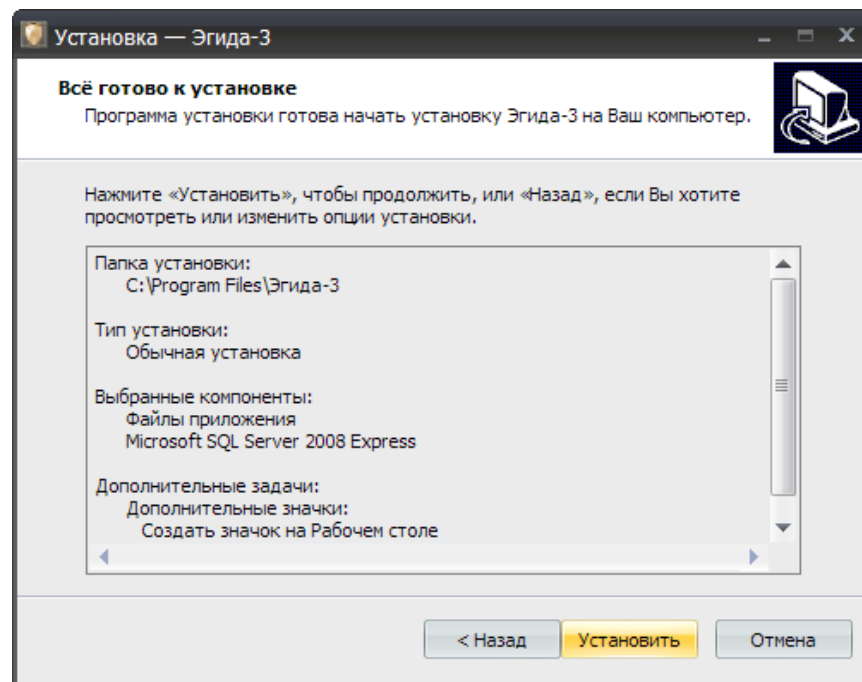 Установка — Эгида-3
Всё готово к установке
Программа установки готова начать установку Эгида-3 на Ваш компьютер.
Нажмите «Установить», чтобы продолжить, или «Назад», если Вы хотите
просмотреть или изменить опции установки.
Папка установки:
C:\Program Files\Эгида-3
Тип установки:
Обычная установка
Выбранные компоненты:
Файлы приложения
Microsoft SQL Server 2008 Express
Дополнительные задачи:
Дополнительные значки:
Создать значок на Рабочем столе
< Назад
Установить
Отмена